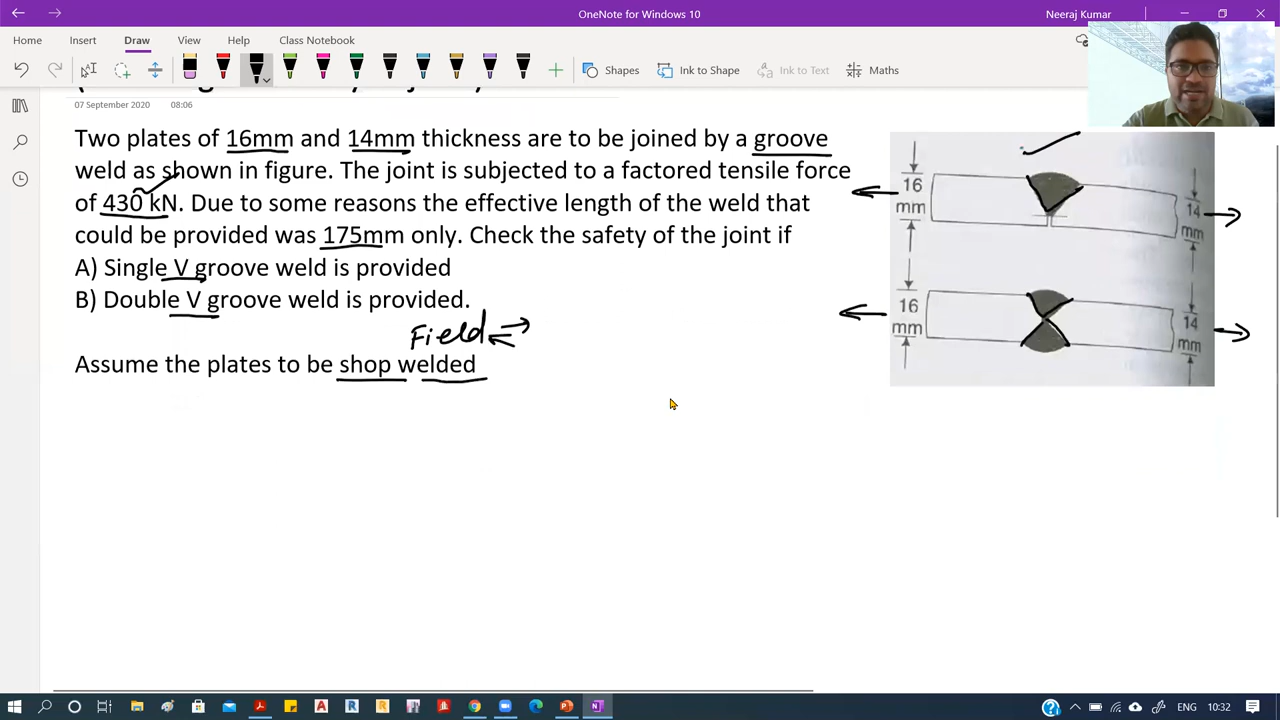 OneNote for Windows 10
Neeraj Kumar
Home Insert Draw View Help Class Notebook
Shapes Ink to Shape Ink to Text Maths
07 September 2020 08:06
Two plates of 16mm and 14mm thickness are to be joined by a groove
weld as shown in figure. The joint is subjected to a factored tensile force
of 430 kN. Due to some reasons the effective length of the weld that
could be provided was 175mm only. Check the safety of the joint if
A) Single V groove weld is provided
B) Double V groove weld is provided.
Field
Assume the plates to be shop welded
16
mm
14
mm
16
mm
14
mm
ENG
10:32